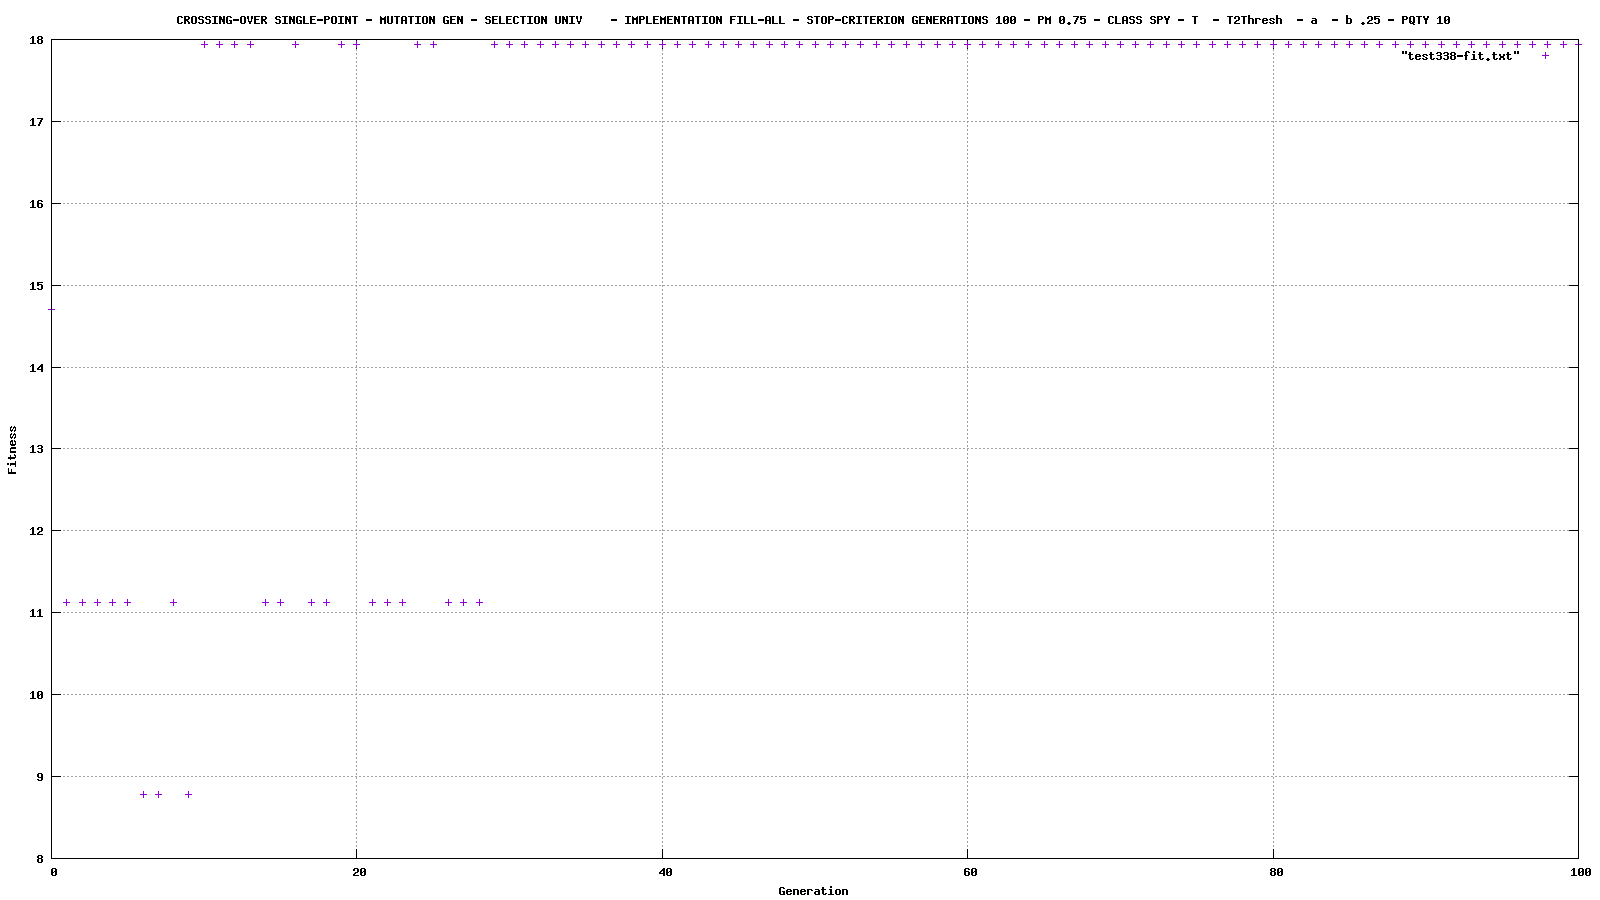 CROSSING-OVER SINGLE-POINT - MUTATION GEN - SELECTION UNIV    - IMPLEMENTATION FILL-ALL - STOP-CRITERION GENERATIONS 100 - PM 0.75 - CLASS SPY - T  - T2Thresh  - a  - b .25 - PQTY 10
18
"test338-fit.txt"
17
16
15
14
13
Fitness
12
11
10
9
8
0 20 40 60 80 100
Generation